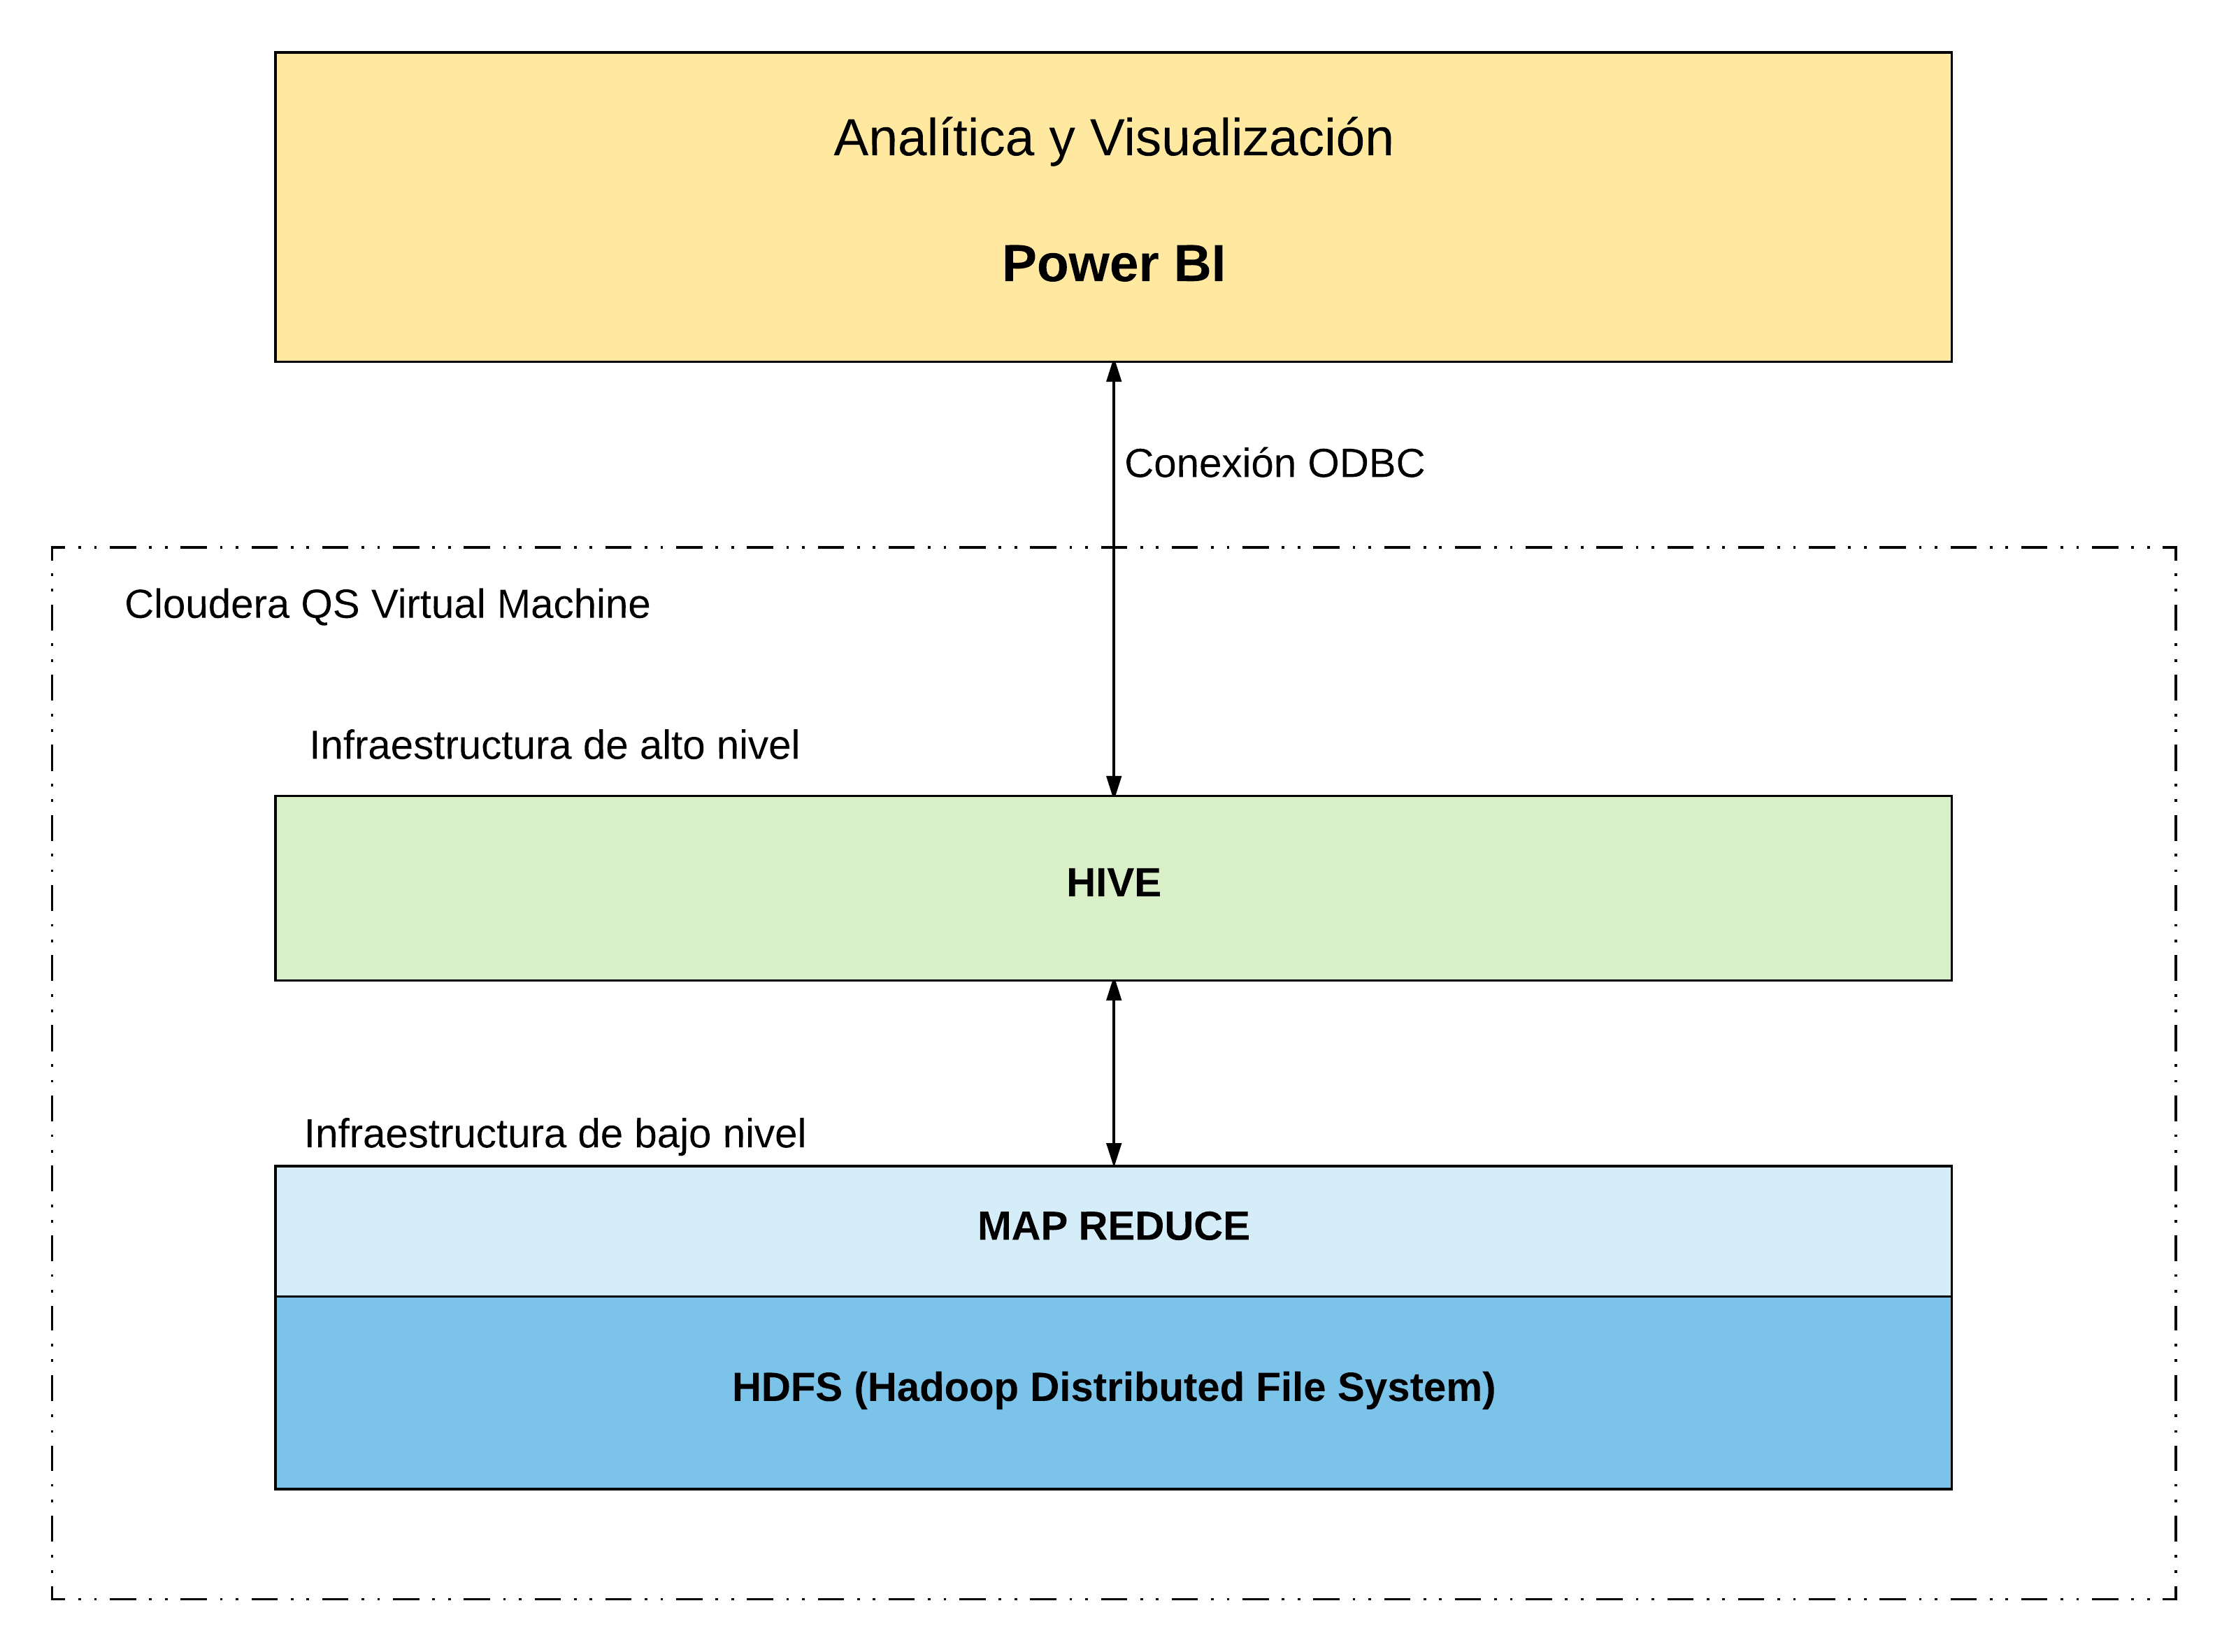 Analítica y Visualización
Power BI
Conexión ODBC
Cloudera QS Virtual Machine
Infraestructura de alto nivel
HIVE
Infraestructura de bajo nivel
MAP REDUCE
HDFS (Hadoop Distributed File System)